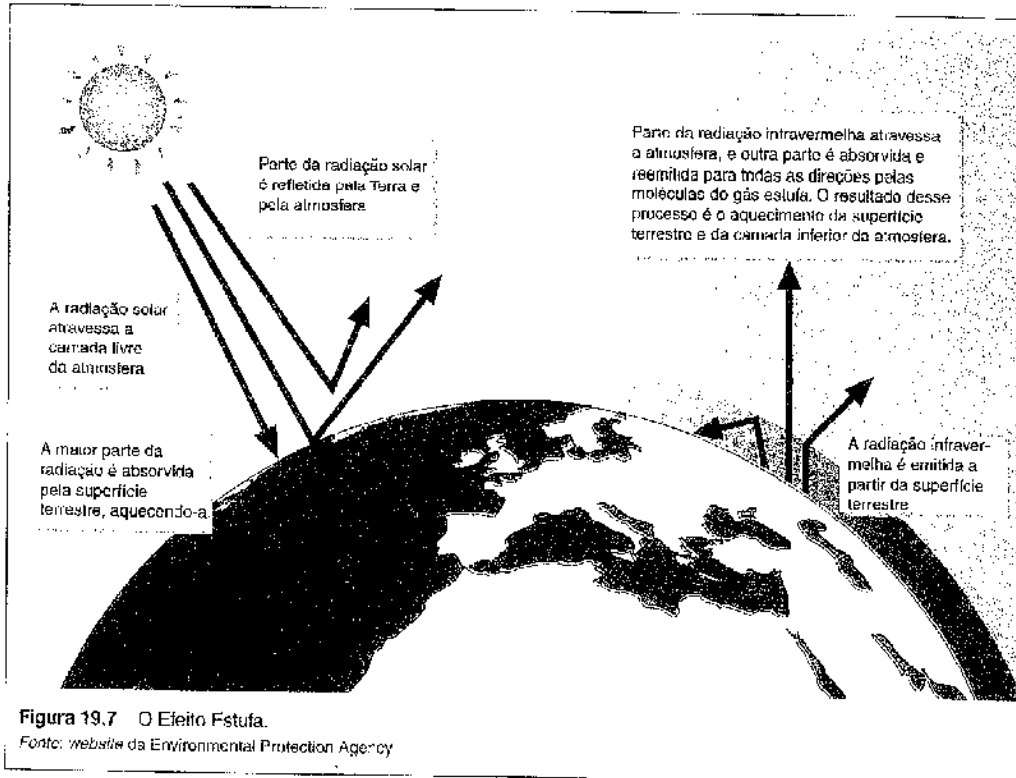 Parte da radiação solar
é refletida pela Terra e
pela atmosfera
Parte da radiação infravermelha atravessa
a atmosfera, e outra parte é absorvida e
reemitida para todas as direções pelas
moléculas do gás estufa. O resultado desse
processo é o aquecimento da superfície
terrestre e da camada inferior da atmosfera.
A radiação solar
atravessa a
camada livre
da atmosfera
A maior parte da
radiação é absorvida
pela superfície
terrestre, aquecendo-a
A radiação infraver-
melha é emitida a
partir da superfície
terrestre
Figura 19.7 O Efeito Estufa.
Fonte: website da Environmental Protection Agency